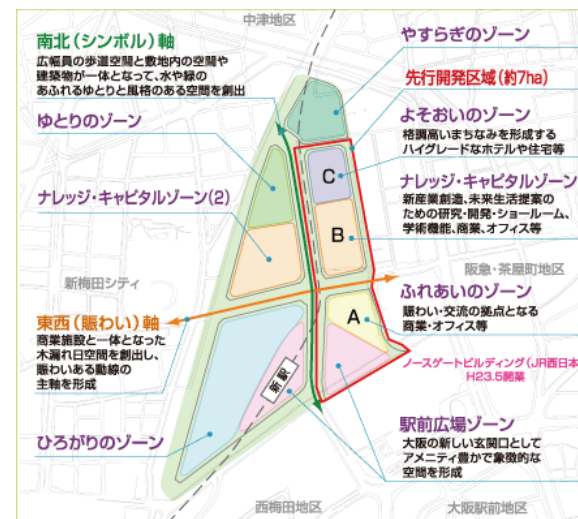 中津地区
南北(シンボル)軸
広幅員の歩道空間と敷地内の空間や
建築物が一体となって、水や緑の
あふれるゆとりと風格のある空間を創出
ゆとりのゾーン
ナレッジ・キャピタルゾーン(2)
新梅田シティ
東西(賑わい)軸
商業施設と一体となった
木漏れ日空間を創出し、
賑わいある動線の
主軸を形成
ひろがりのゾーン
やすらぎのゾーン
先行開発区域(約7ha)
よそおいのゾーン
格調高いまちなみを形成する
ハイグレードなホテルや住宅等
C
ナレッジ・キャピタルゾーン
新産業創造、未来生活提案の
ための研究・開発・ショールーム、
学術機能、商業、オフィス等
B
阪急・茶屋町地区
ふれあいのゾーン
賑わい・交流の拠点となる
商業・オフィス等
A
ノースゲートビルディング(JR西日本
H23.5開業
新駅
駅前広場ゾーン
大阪の新しい玄関口として
アメニティ豊かで象徴的な
空間を形成
西梅田地区
大阪駅前地区